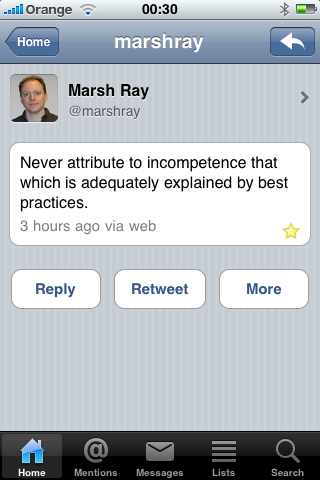 Orange 00:30
Home marshray
Marsh Ray
@marshray
Never attribute to incompetence that
which is adequately explained by best
practices.
3 hours ago via web
Reply Retweet More
Home Mentions Messages Lists Search